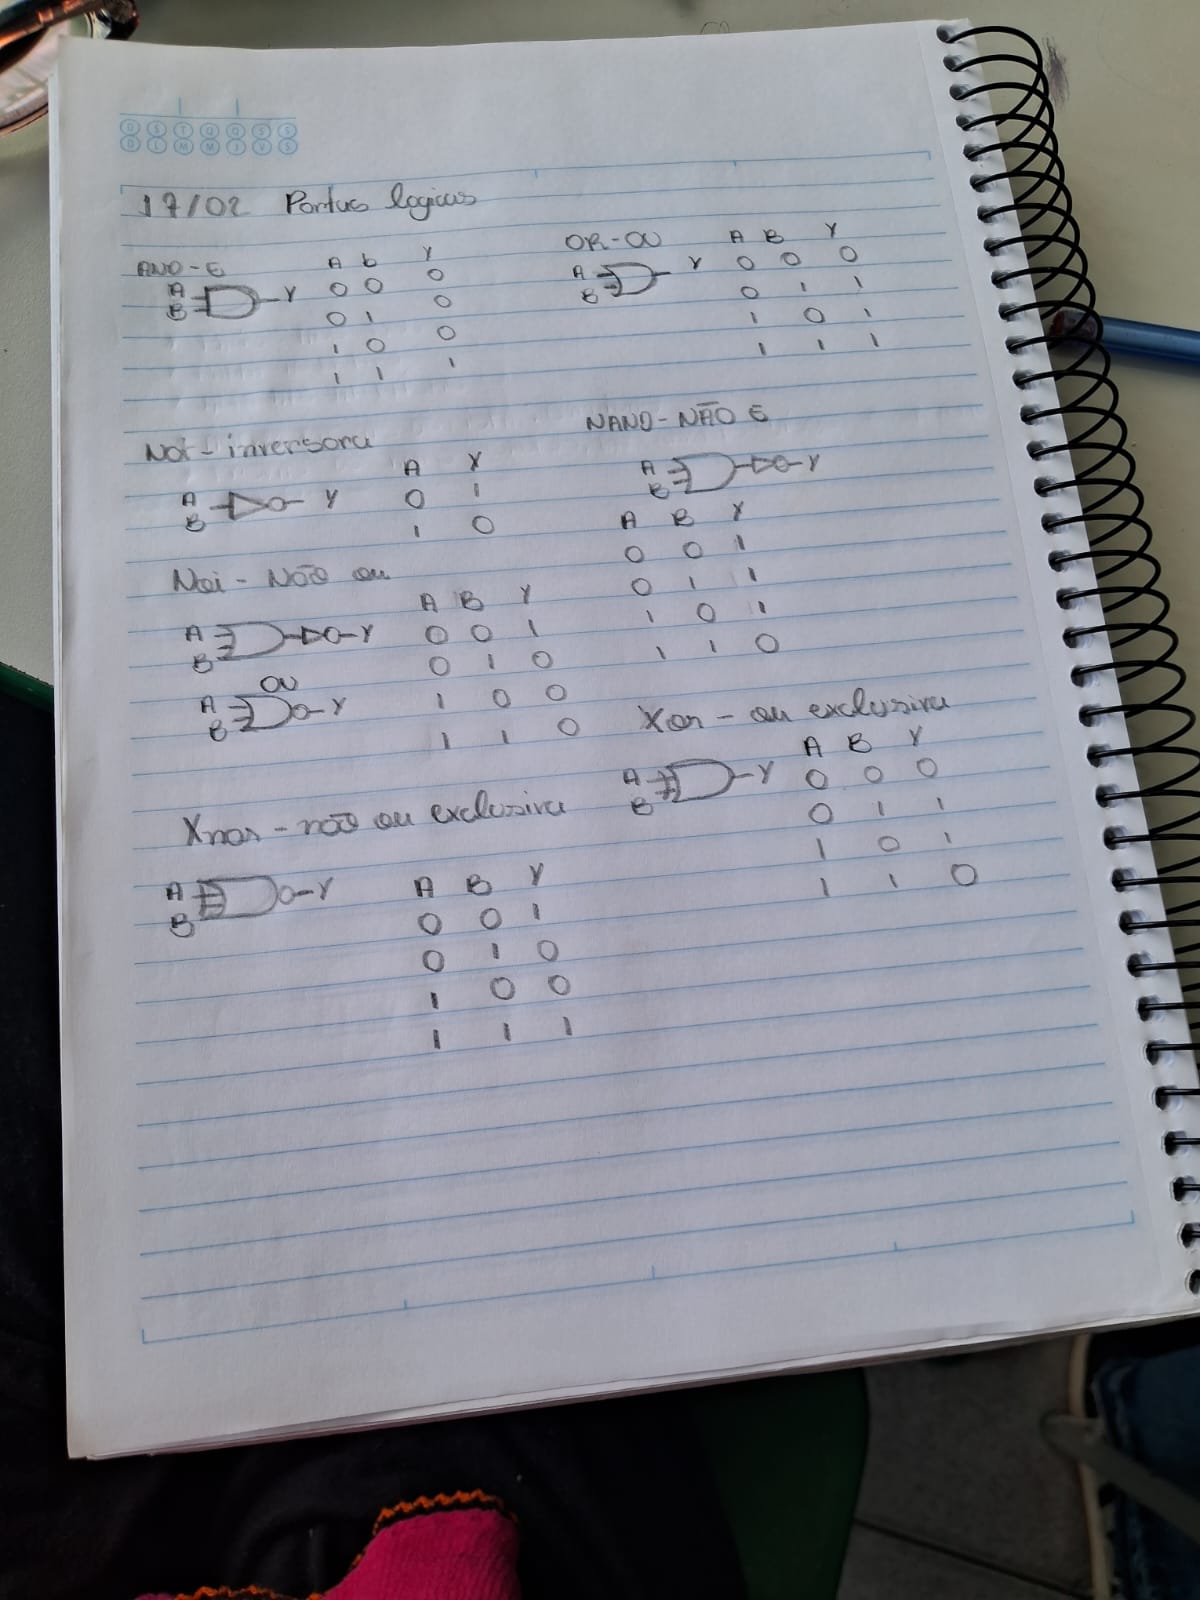 D S T Q Q S S
D L M M J V S
17/02 Portas logicas
AND - E
A b Y
A
B
Y
0 0 0
0 1 0
1 0 0
1 1 1
OR - OU
A B Y
A
B
Y
0 0 0
0 1 1
1 0 1
1 1 1
Not - inversora
A Y
A
B
Y
0 1
1 0
NAND - NÃO E
A
B
Y
A B Y
0 0 1
0 1 1
1 0 1
1 1 0
Noi - Não ou
A B Y
A
B
Y
0 0 1
0 1 0
OU
A
B
Y
1 0 0
1 1 0
Xor - ou exclusiva
A B Y
A
B
Y
0 0 0
0 1 1
1 0 1
1 1 0
Xnor - não ou exclusiva
A
B
Y
A B Y
0 0 1
0 1 0
1 0 0
1 1 1